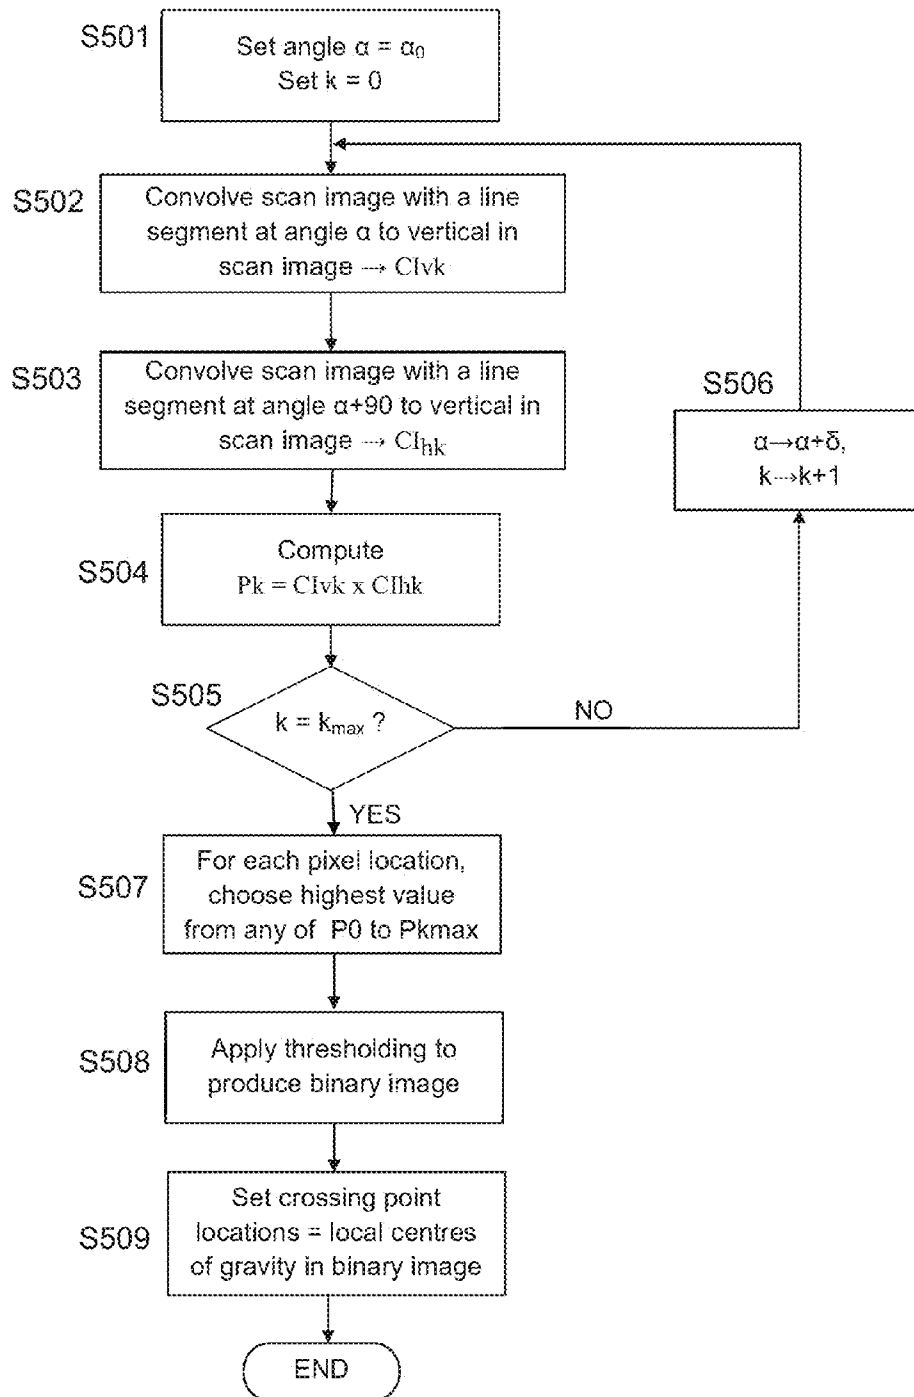 S501
Set angle α = α₀
Set k = 0
S502
Convolve scan image with a line
segment at angle α to vertical in
scan image → CIvk
S503
Convolve scan image with a line
segment at angle α+90 to vertical in
scan image → CIₕₖ
S506
α→α+δ,
k→k+1
S504
Compute
Pk = CIvk x CIhk
S505
k = kₘₐₓ ?
NO
YES
S507
For each pixel location,
choose highest value
from any of P0 to Pkmax
S508
Apply thresholding to
produce binary image
S509
Set crossing point
locations = local centres
of gravity in binary image
END